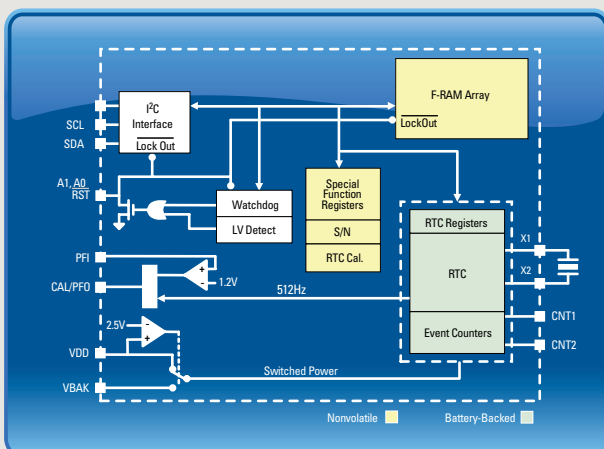 I²C
Interface
Lock Out
SCL
SDA
A1, A0
RST
F-RAM Array
LockOut
Watchdog
LV Detect
Special
Function
Registers
S/N
RTC Cal.
RTC Registers
RTC
Event Counters
X1
X2
CNT1
CNT2
PFI
CAL/PFO
1.2V
512Hz
2.5V
VDD
VBAK
Switched Power
Nonvolatile
Battery-Backed